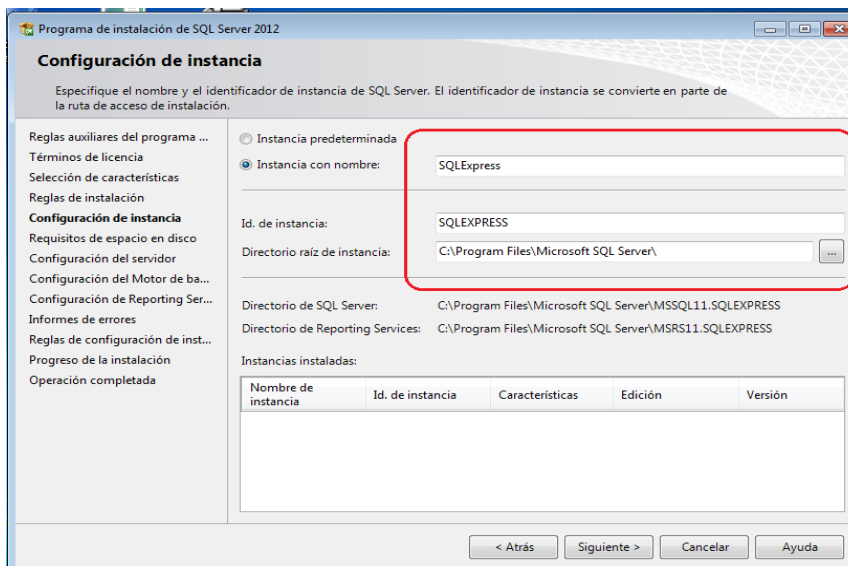 Programa de instalación de SQL Server 2012
Configuración de instancia
Especifique el nombre y el identificador de instancia de SQL Server. El identificador de instancia se convierte en parte de
la ruta de acceso de instalación.
Reglas auxiliares del programa ...
Términos de licencia
Selección de características
Reglas de instalación
Configuración de instancia
Requisitos de espacio en disco
Configuración del servidor
Configuración del Motor de ba...
Configuración de Reporting Ser...
Informes de errores
Reglas de configuración de inst...
Progreso de la instalación
Operación completada
Instancia predeterminada
Instancia con nombre: SQLExpress
Id. de instancia: SQLEXPRESS
Directorio raíz de instancia: C:\Program Files\Microsoft SQL Server\ ...
Directorio de SQL Server: C:\Program Files\Microsoft SQL Server\MSSQL11.SQLEXPRESS
Directorio de Reporting Services: C:\Program Files\Microsoft SQL Server\MSRS11.SQLEXPRESS
Instancias instaladas:
Nombre de instancia Id. de instancia Características Edición Versión
< Atrás Siguiente > Cancelar Ayuda